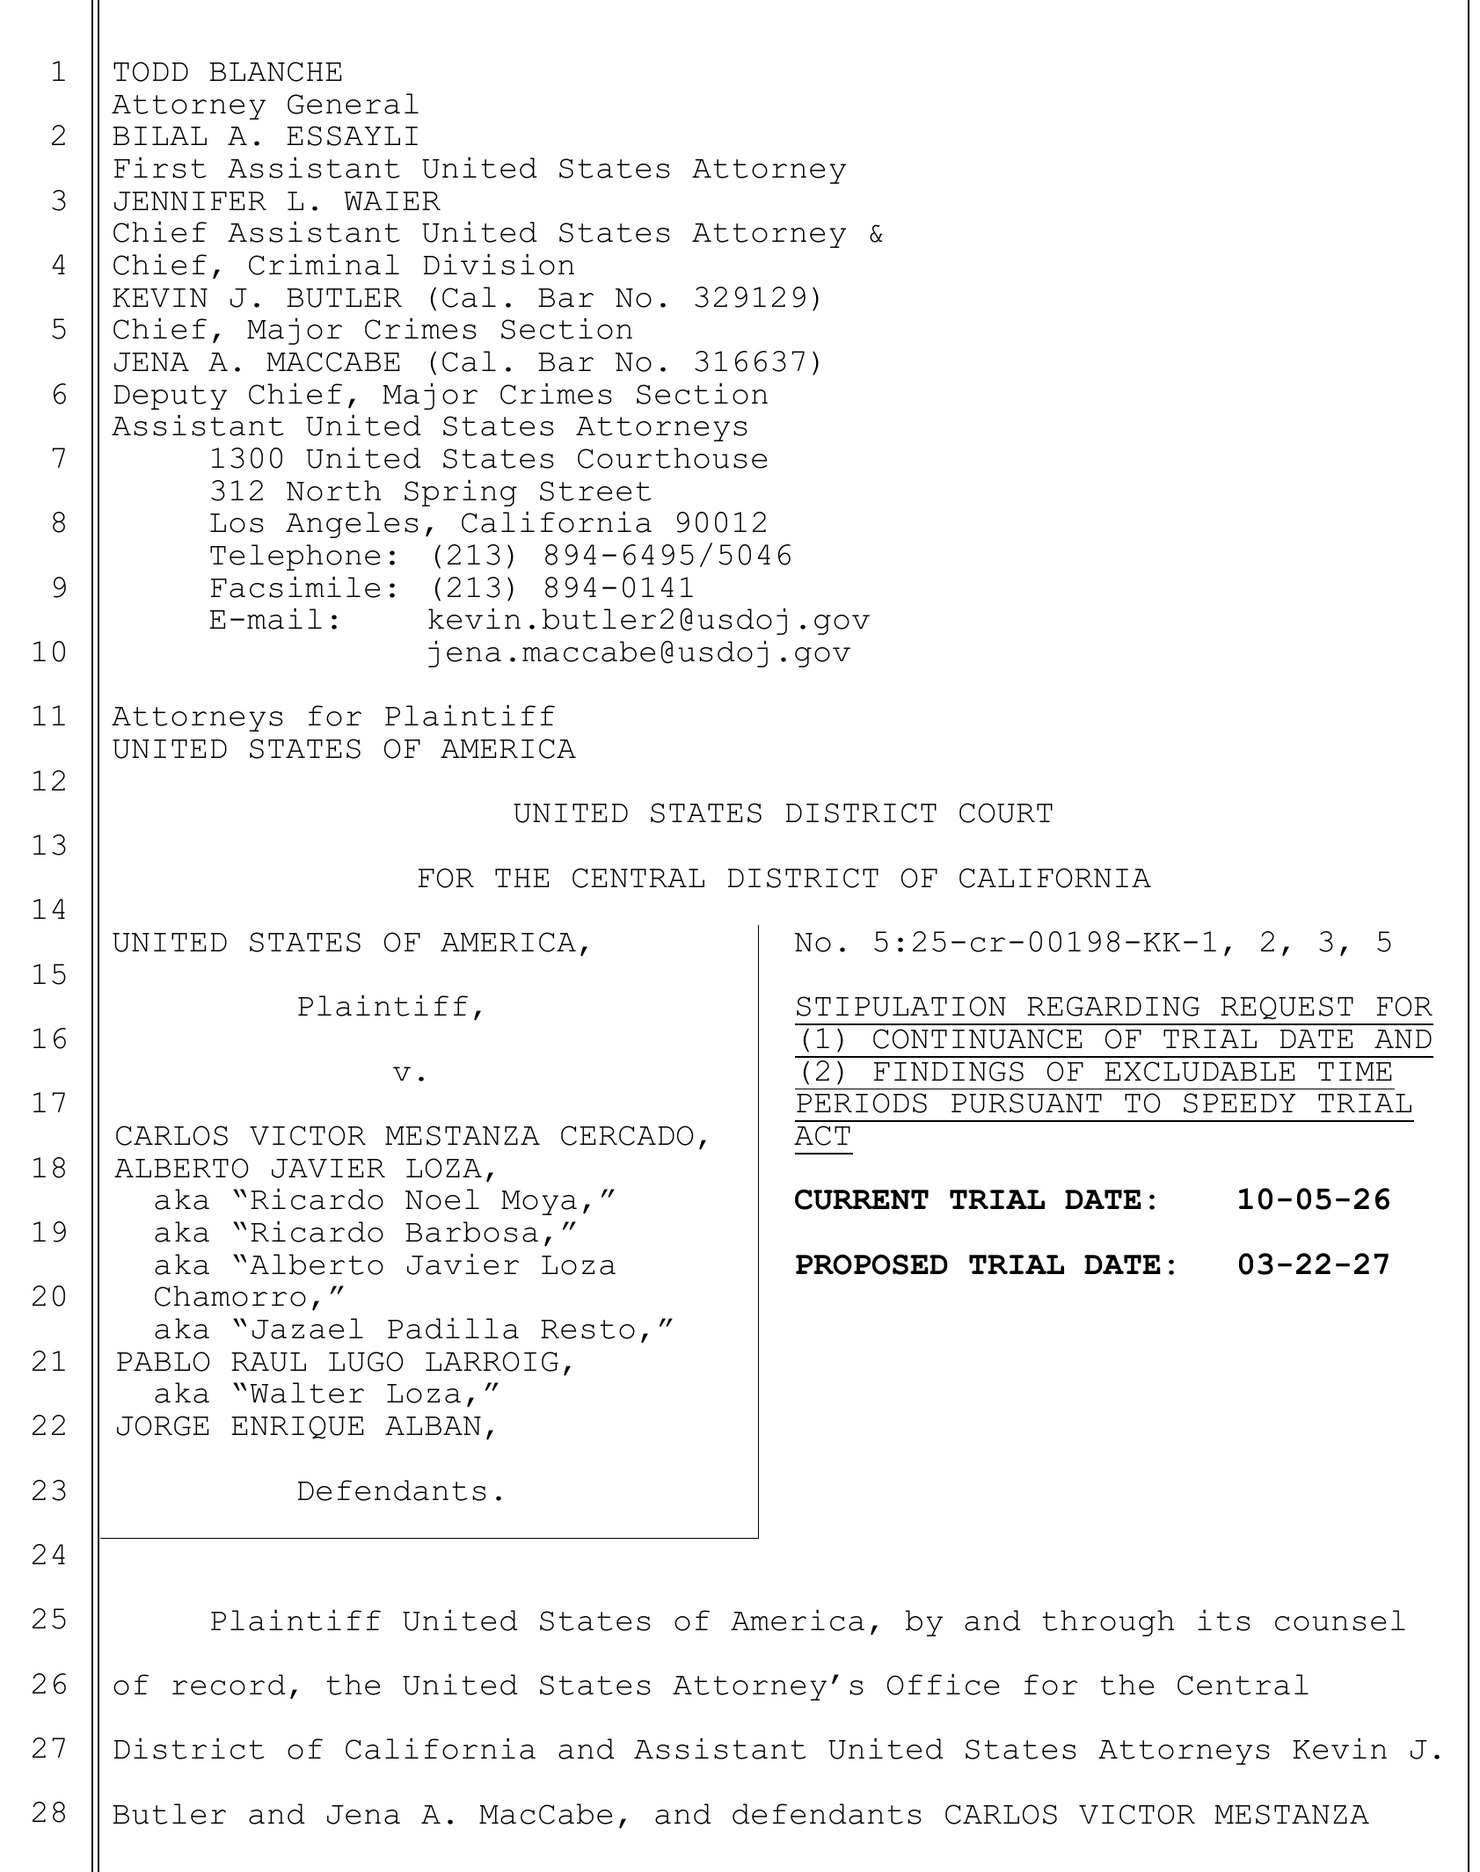 1 TODD BLANCHE
Attorney General
2 BILAL A. ESSAYLI
First Assistant United States Attorney
3 JENNIFER L. WAIER
Chief Assistant United States Attorney &
4 Chief, Criminal Division
KEVIN J. BUTLER (Cal. Bar No. 329129)
5 Chief, Major Crimes Section
JENA A. MACCABE (Cal. Bar No. 316637)
6 Deputy Chief, Major Crimes Section
Assistant United States Attorneys
7 1300 United States Courthouse
312 North Spring Street
8 Los Angeles, California 90012
Telephone: (213) 894-6495/5046
9 Facsimile: (213) 894-0141
E-mail: kevin.butler2@usdoj.gov
10 jena.maccabe@usdoj.gov
11 Attorneys for Plaintiff
UNITED STATES OF AMERICA
12
UNITED STATES DISTRICT COURT
13
FOR THE CENTRAL DISTRICT OF CALIFORNIA
14
UNITED STATES OF AMERICA,
15
Plaintiff,
16
v.
17
CARLOS VICTOR MESTANZA CERCADO,
18 ALBERTO JAVIER LOZA,
aka “Ricardo Noel Moya,”
19 aka “Ricardo Barbosa,”
aka “Alberto Javier Loza
20 Chamorro,”
aka “Jazael Padilla Resto,”
21 PABLO RAUL LUGO LARROIG,
aka “Walter Loza,”
22 JORGE ENRIQUE ALBAN,
23 Defendants.
No. 5:25-cr-00198-KK-1, 2, 3, 5
STIPULATION REGARDING REQUEST FOR
(1) CONTINUANCE OF TRIAL DATE AND
(2) FINDINGS OF EXCLUDABLE TIME
PERIODS PURSUANT TO SPEEDY TRIAL
ACT
CURRENT TRIAL DATE: 10-05-26
PROPOSED TRIAL DATE: 03-22-27
24
25 Plaintiff United States of America, by and through its counsel
26 of record, the United States Attorney’s Office for the Central
27 District of California and Assistant United States Attorneys Kevin J.
28 Butler and Jena A. MacCabe, and defendants CARLOS VICTOR MESTANZA